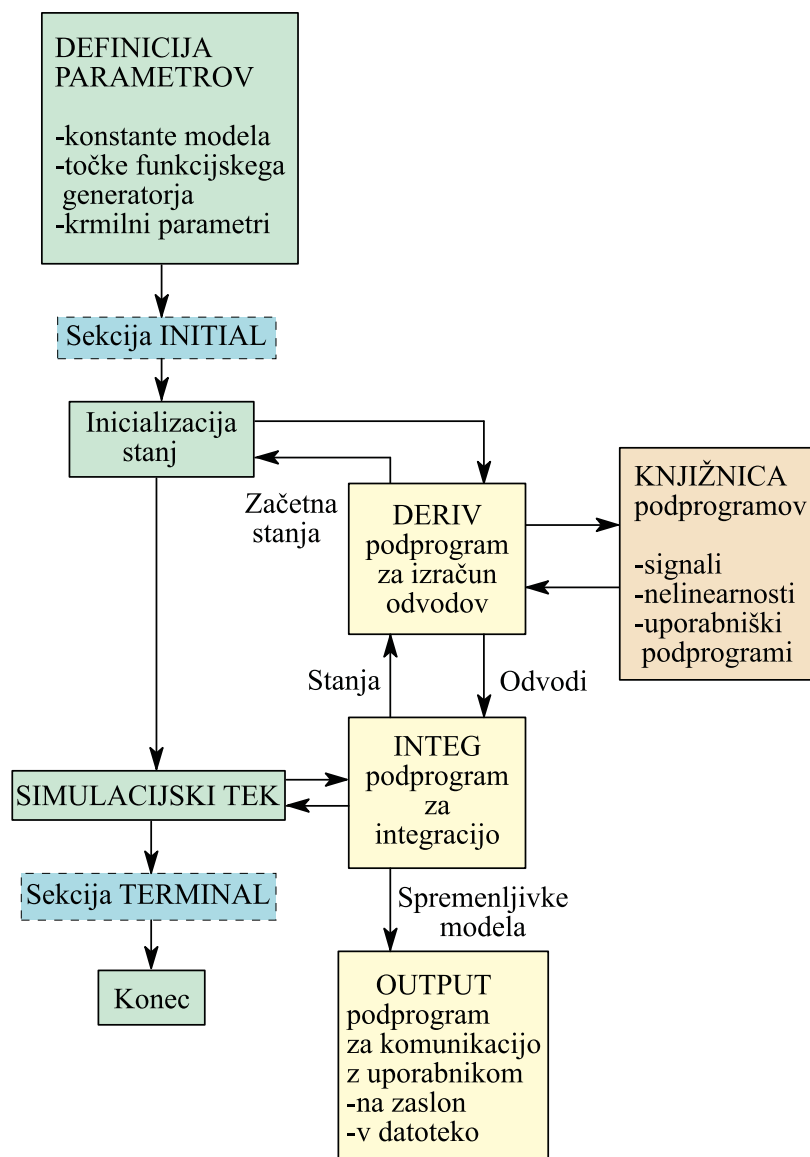 DEFINICIJA
PARAMETROV
-konstante modela
-točke funkcijskega
generatorja
-krmilni parametri
Sekcija INITIAL
Inicializacija
stanj
Začetna
stanja
DERIV
podprogram
za izračun
odvodov
KNJIŽNICA
podprogramov
-signali
-nelinearnosti
-uporabniški
podprogrami
Stanja
Odvodi
INTEG
podprogram
za
integracijo
SIMULACIJSKI TEK
Sekcija TERMINAL
Spremenljivke
modela
Konec
OUTPUT
podprogram
za komunikacijo
z uporabnikom
-na zaslon
-v datoteko